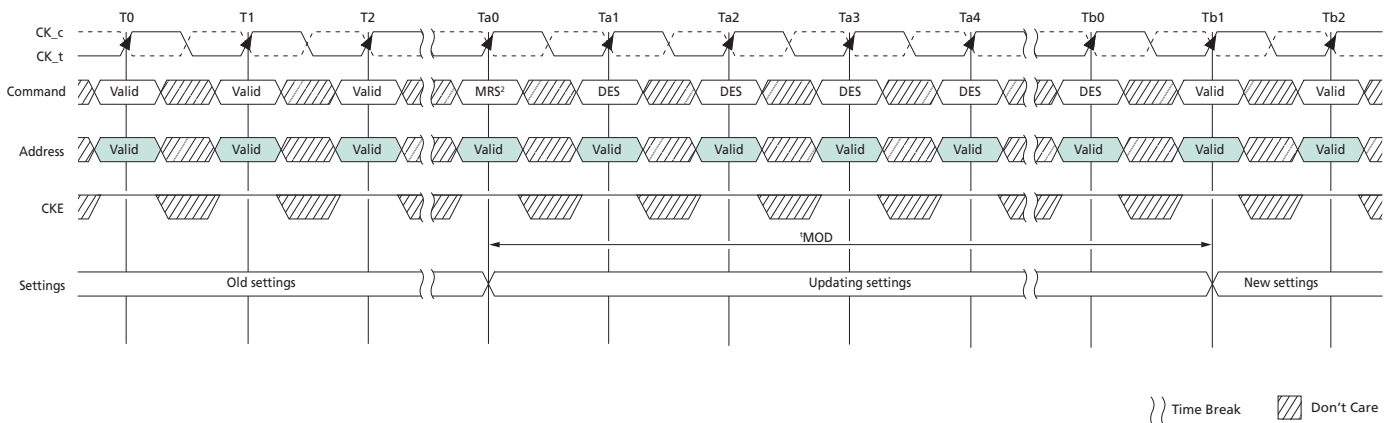 T0 T1 T2 Ta0 Ta1 Ta2 Ta3 Ta4 Tb0 Tb1 Tb2
CK_c
CK_t
Command Valid Valid Valid MRS² DES DES DES DES DES Valid Valid
Address Valid Valid Valid Valid Valid Valid Valid Valid Valid Valid Valid
CKE
tMOD
Settings Old settings Updating settings New settings
Time Break Don't Care